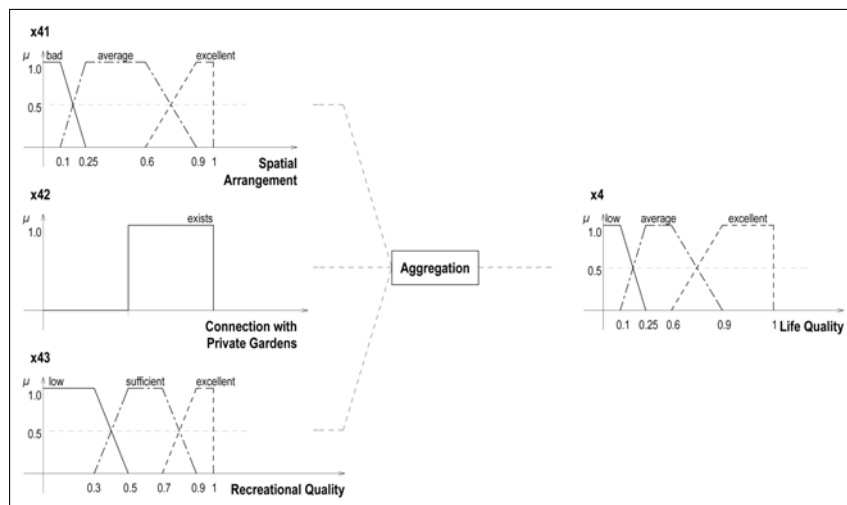 x41
μ bad average excellent
1.0
0.5
0.1 0.25 0.6 0.9 1
Spatial
Arrangement
x42
μ exists
1.0
Connection with
Private Gardens
x43
μ low sufficient excellent
1.0
0.5
0.3 0.5 0.7 0.9 1
Recreational Quality
Aggregation
x4
μ low average excellent
1.0
0.5
0.1 0.25 0.6 0.9 1 Life Quality